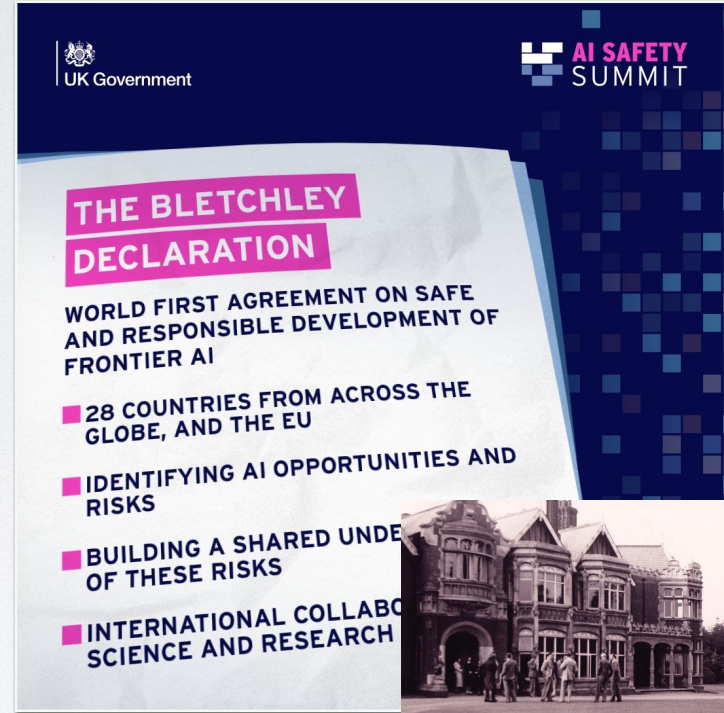 UK Government
AI SAFETY
SUMMIT
THE BLETCHLEY
DECLARATION
WORLD FIRST AGREEMENT ON SAFE
AND RESPONSIBLE DEVELOPMENT OF
FRONTIER AI
28 COUNTRIES FROM ACROSS THE
GLOBE, AND THE EU
IDENTIFYING AI OPPORTUNITIES AND
RISKS
BUILDING A SHARED UNDE
OF THESE RISKS
INTERNATIONAL COLLABO
SCIENCE AND RESEARCH